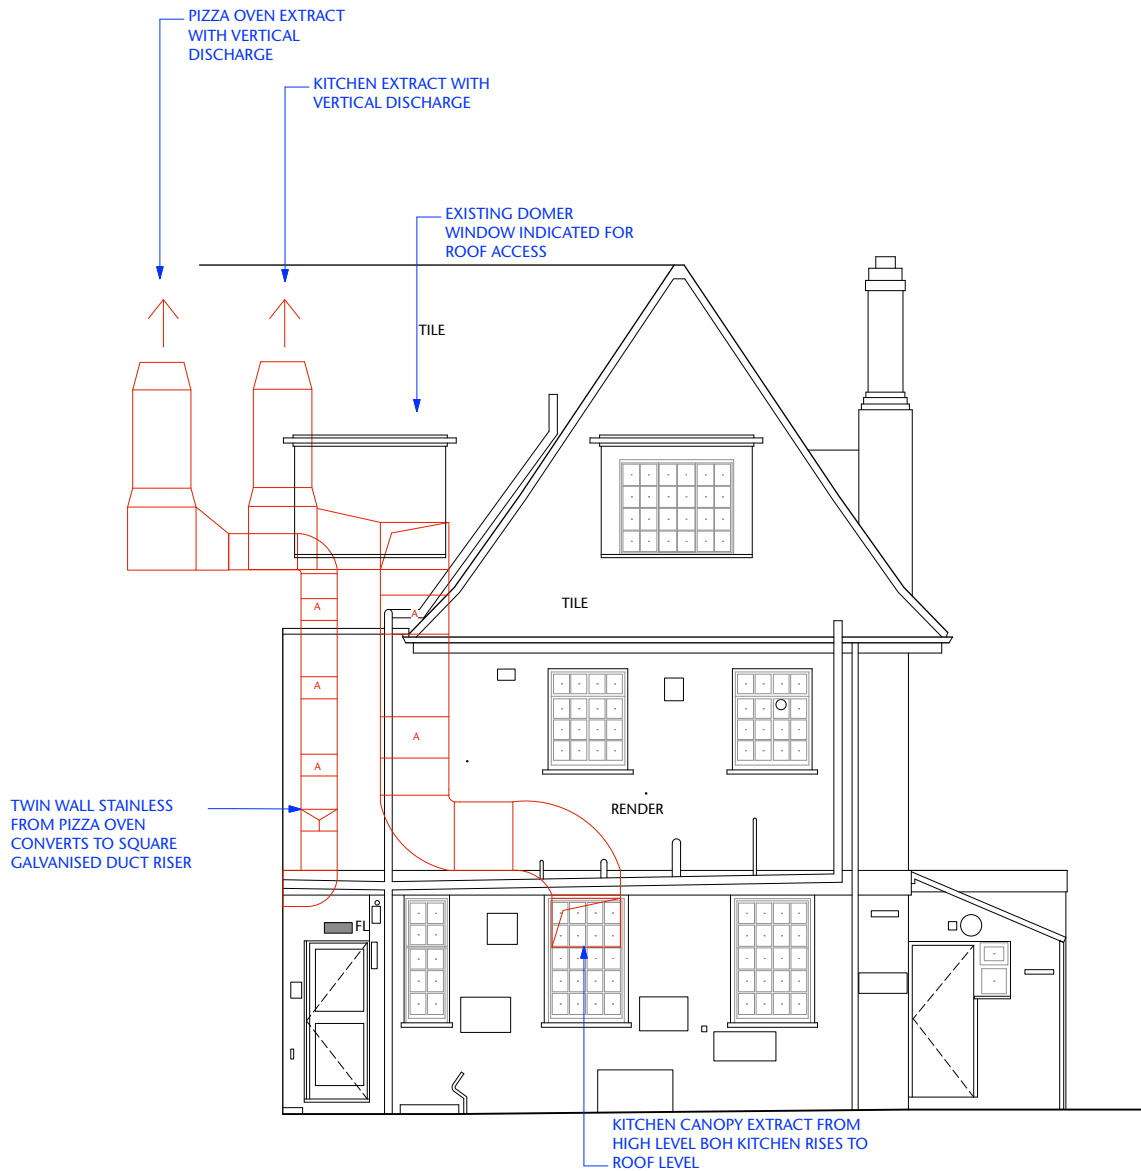 PIZZA OVEN EXTRACT
WITH VERTICAL
DISCHARGE
KITCHEN EXTRACT WITH
VERTICAL DISCHARGE
EXISTING DOMER
WINDOW INDICATED FOR
ROOF ACCESS
TILE
TILE
A
A
A
A
A
RENDER
TWIN WALL STAINLESS
FROM PIZZA OVEN
CONVERTS TO SQUARE
GALVANISED DUCT RISER
FL
KITCHEN CANOPY EXTRACT FROM
HIGH LEVEL BOH KITCHEN RISES TO
ROOF LEVEL